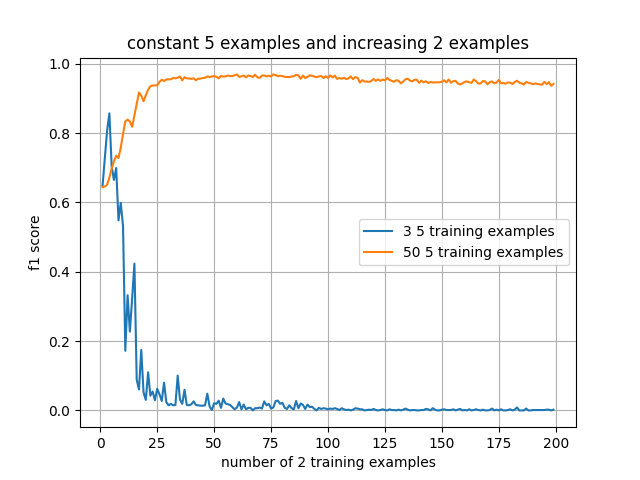 constant 5 examples and increasing 2 examples
f1 score
1.0
0.8
0.6
0.4
0.2
0.0
3 5 training examples
50 5 training examples
0 25 50 75 100 125 150 175 200
number of 2 training examples